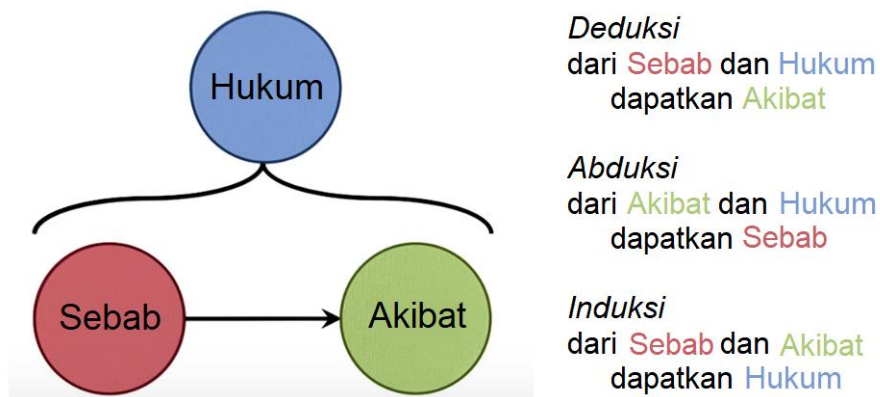 Hukum
Sebab
Akibat
Deduksi
dari Sebab dan Hukum
dapatkan Akibat
Abduksi
dari Akibat dan Hukum
dapatkan Sebab
Induksi
dari Sebab dan Akibat
dapatkan Hukum